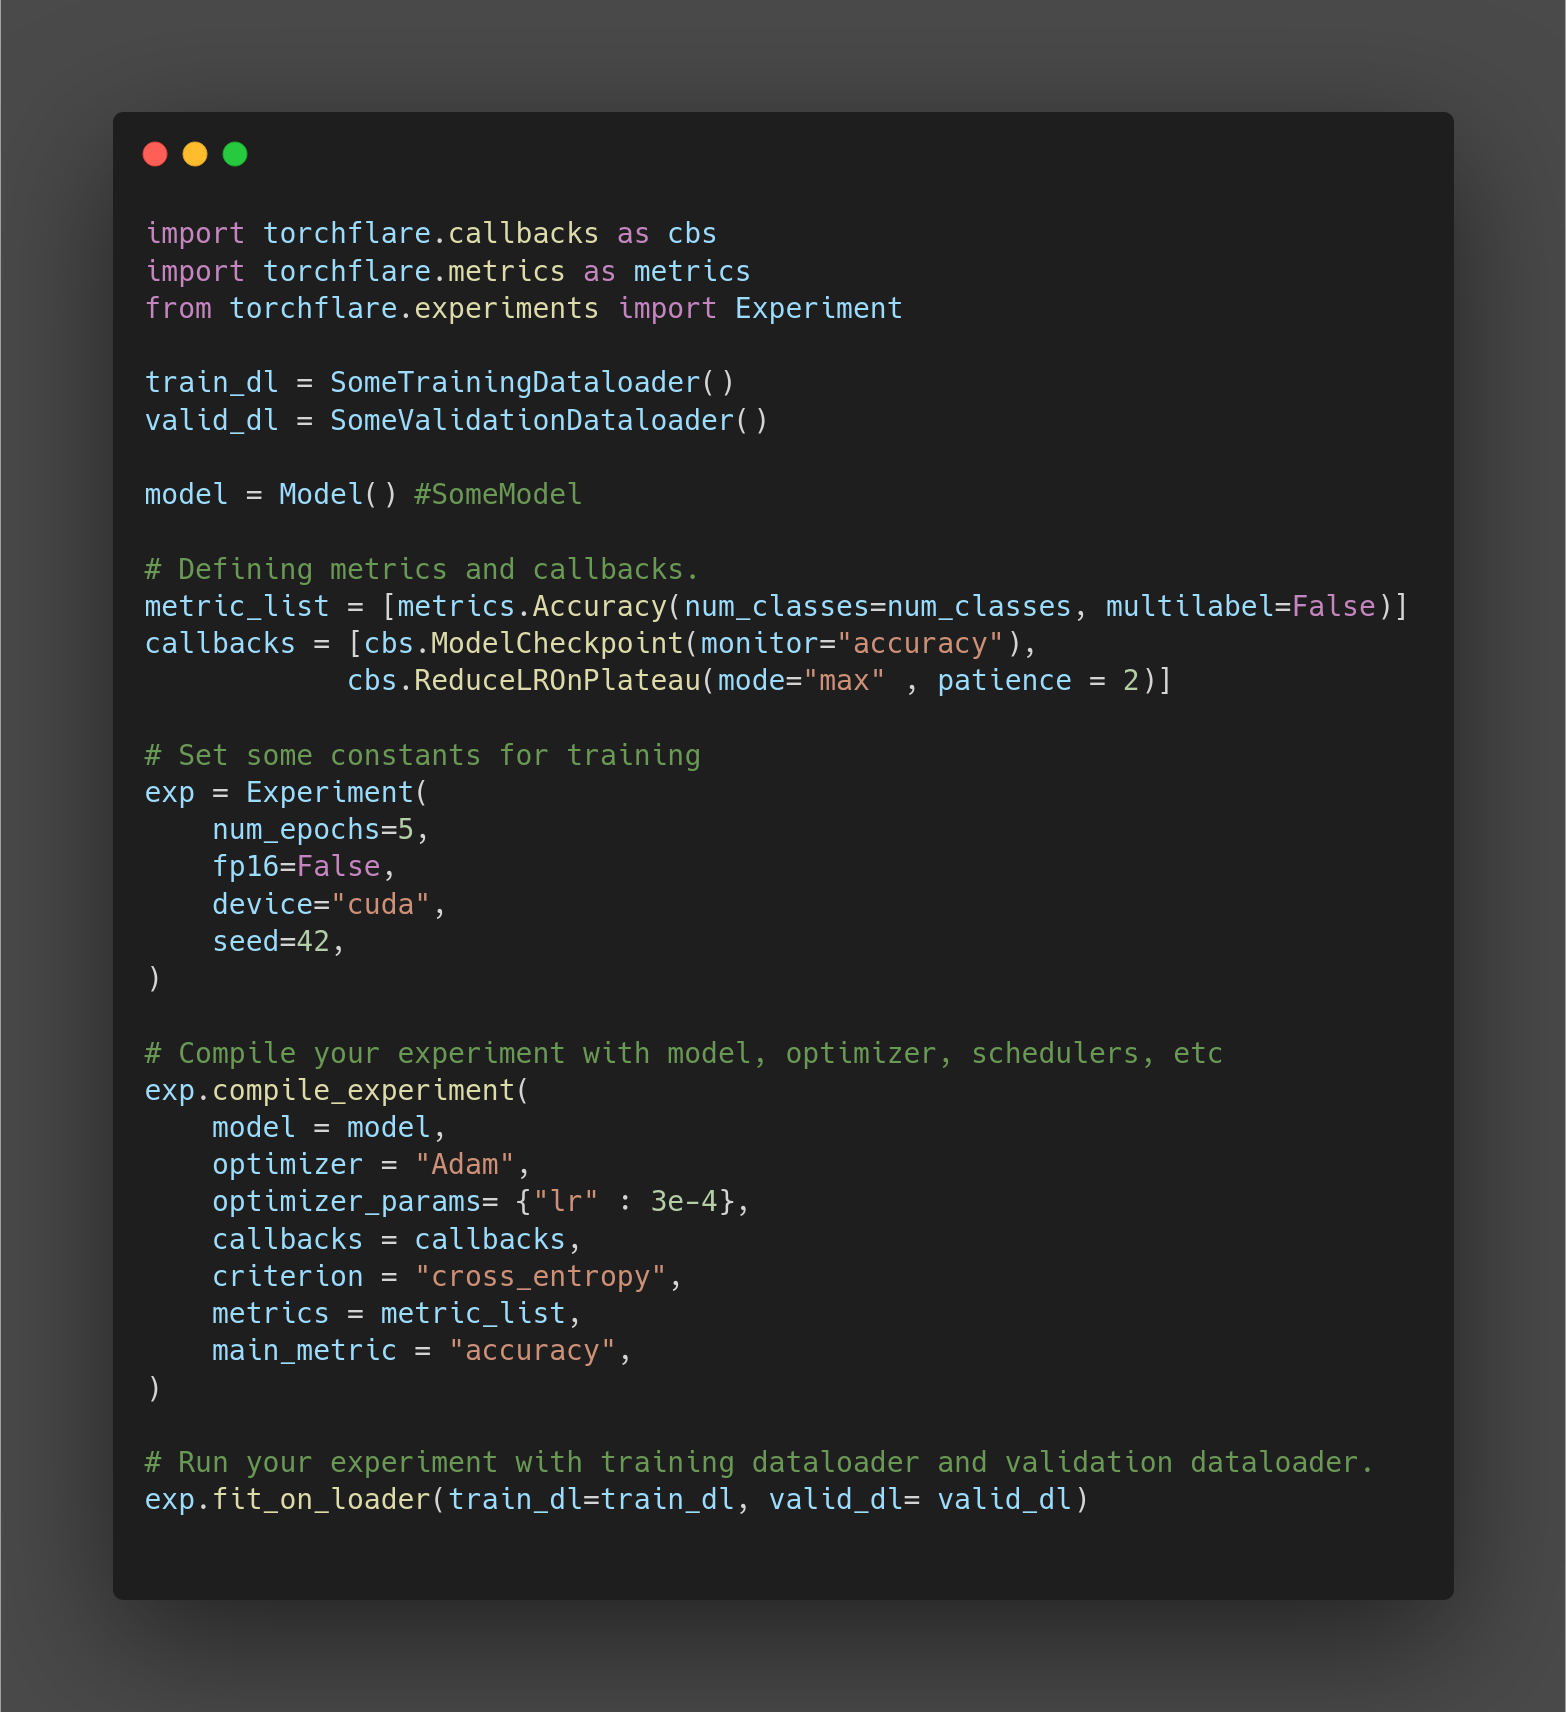 import torchflare.callbacks as cbs
import torchflare.metrics as metrics
from torchflare.experiments import Experiment

train_dl = SomeTrainingDataloader()
valid_dl = SomeValidationDataloader()

model = Model() #SomeModel

# Defining metrics and callbacks.
metric_list = [metrics.Accuracy(num_classes=num_classes, multilabel=False)]
callbacks = [cbs.ModelCheckpoint(monitor="accuracy"),
            cbs.ReduceLROnPlateau(mode="max" , patience = 2)]

# Set some constants for training
exp = Experiment(
    num_epochs=5,
    fp16=False,
    device="cuda",
    seed=42,
)

# Compile your experiment with model, optimizer, schedulers, etc
exp.compile_experiment(
    model = model,
    optimizer = "Adam",
    optimizer_params= {"lr" : 3e-4},
    callbacks = callbacks,
    criterion = "cross_entropy",
    metrics = metric_list,
    main_metric = "accuracy",
)

# Run your experiment with training dataloader and validation dataloader.
exp.fit_on_loader(train_dl=train_dl, valid_dl= valid_dl)